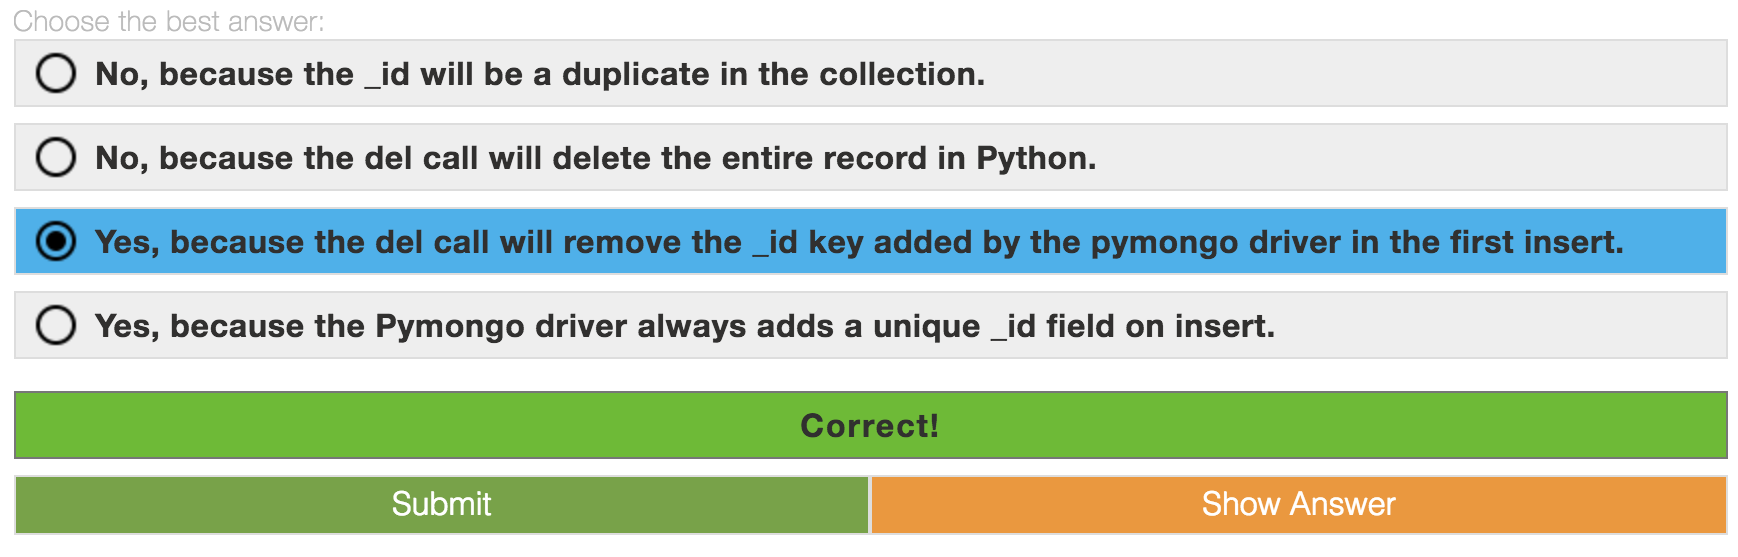 Choose the best answer:
No, because the _id will be a duplicate in the collection.
No, because the del call will delete the entire record in Python.
Yes, because the del call will remove the _id key added by the pymongo driver in the first insert.
Yes, because the Pymongo driver always adds a unique _id field on insert.
Correct!
Submit
Show Answer